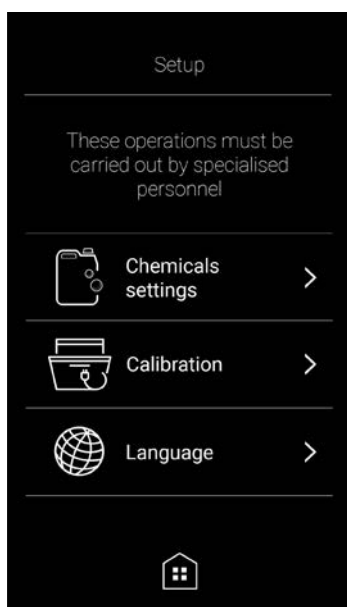 Setup
These operations must be
carried out by specialised
personnel
Chemicals
settings
Calibration
Language